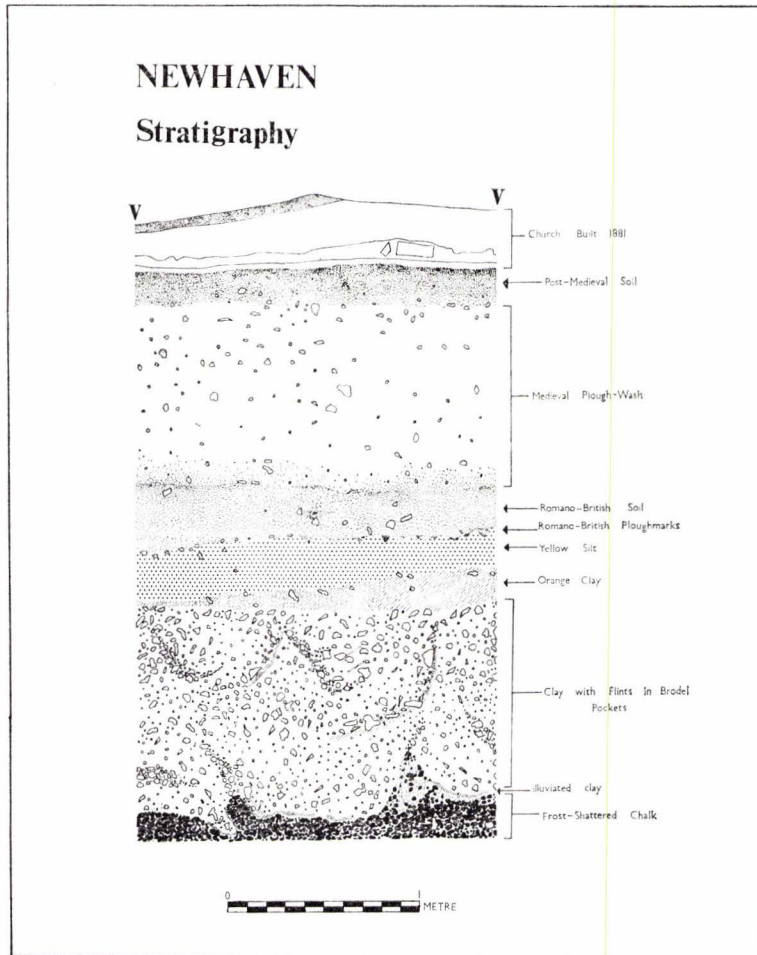 NEWHAVEN
Stratigraphy
V V
Church Built 1881
Post-Medieval Soil
Medieval Plough-Wash
Romano-British Soil
Romano-British Ploughmarks
Yellow Silt
Orange Clay
Clay with Flints In Brodel
Pockets
illuviated clay
Frost-Shattered Chalk
0 1
METRE